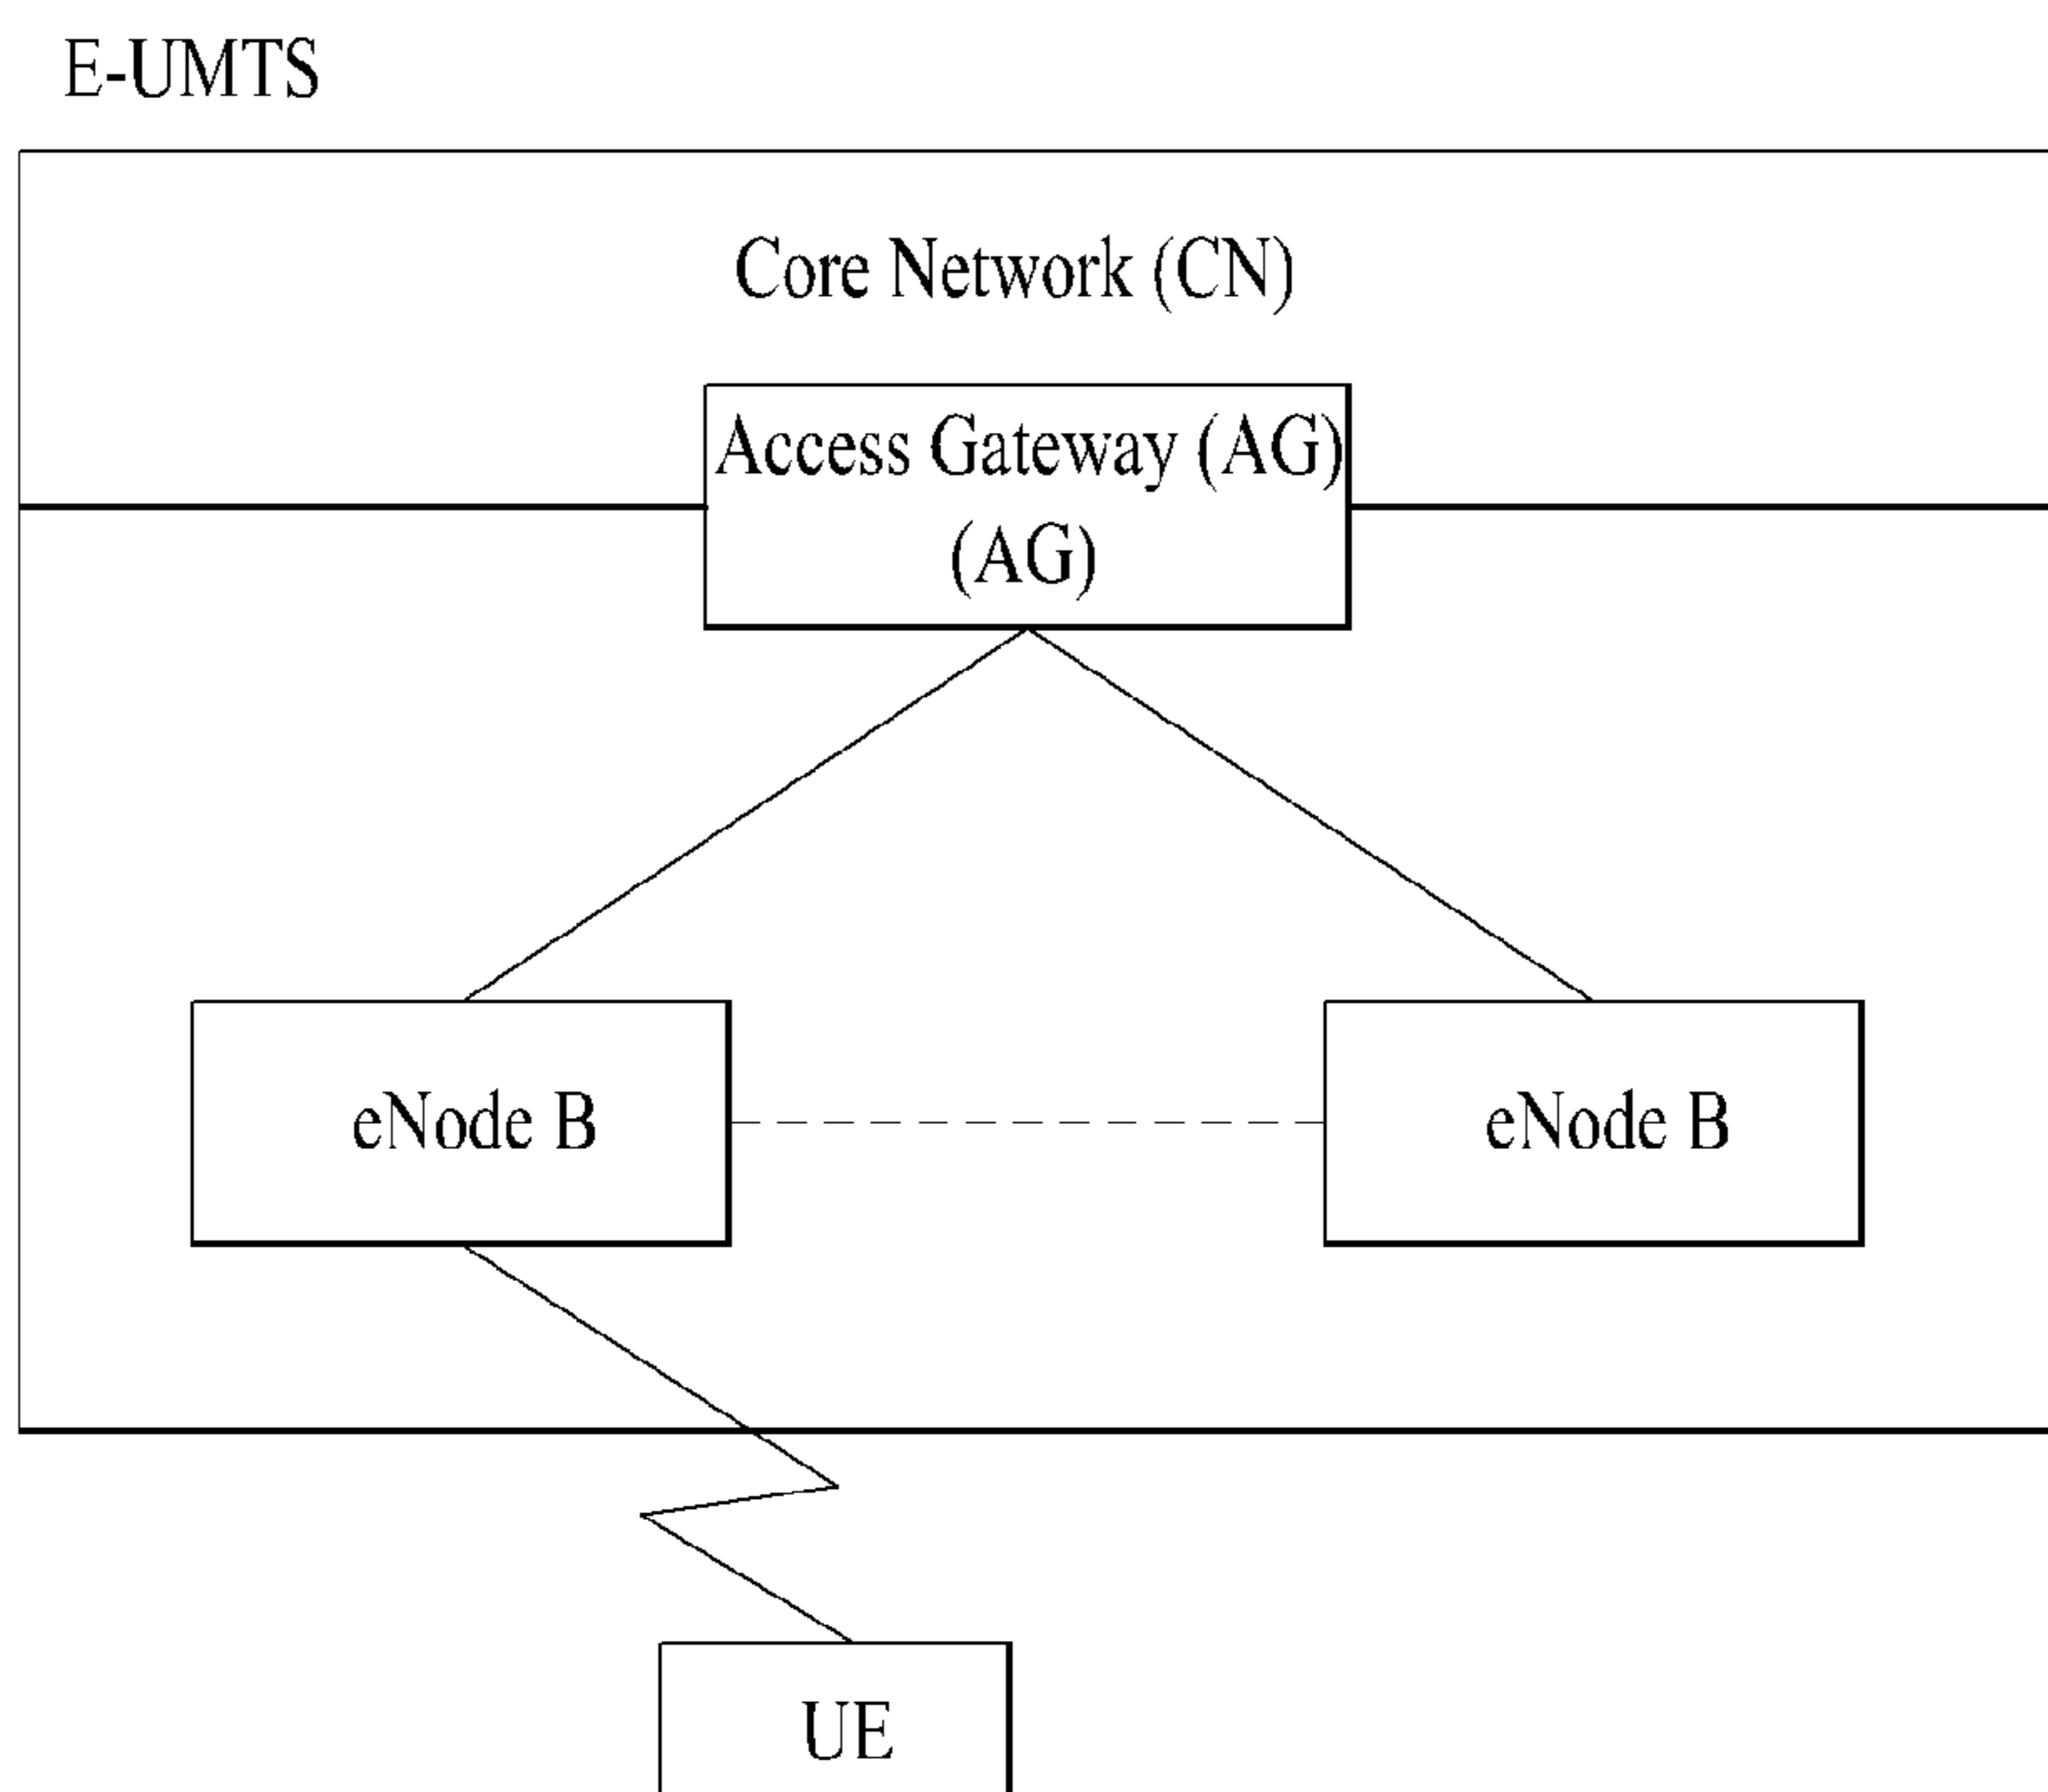 E-UMTS
Core Network (CN)
Access Gateway (AG)
(AG)
eNode B
eNode B
UE